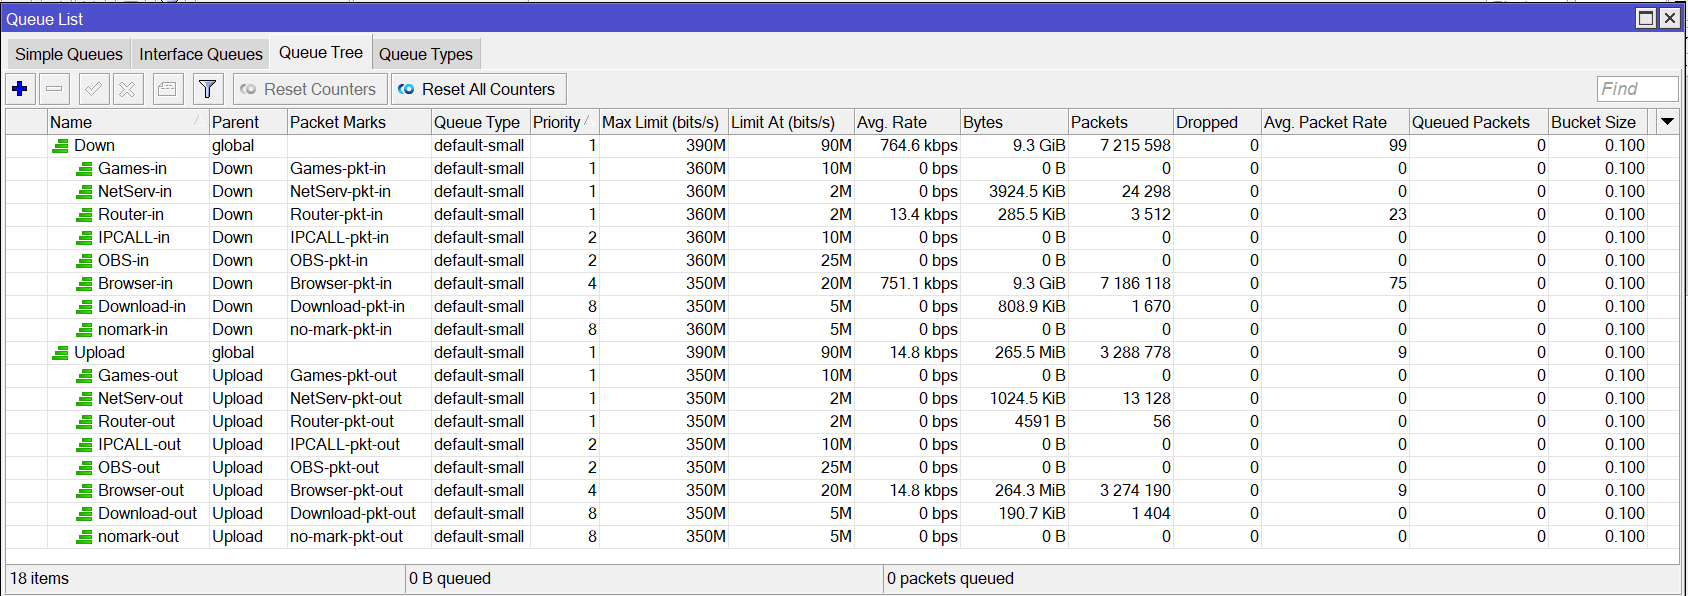 Queue List
Simple Queues Interface Queues Queue Tree Queue Types
Reset Counters Reset All Counters Find
Name Parent Packet Marks Queue Type Priority Max Limit (bits/s) Limit At (bits/s) Avg. Rate Bytes Packets Dropped Avg. Packet Rate Queued Packets Bucket Size
Down global default-small 1 390M 90M 764.6 kbps 9.3 GiB 7 215 598 0 99 0 0.100
Games-in Down Games-pkt-in default-small 1 360M 10M 0 bps 0 B 0 0 0 0 0.100
NetServ-in Down NetServ-pkt-in default-small 1 360M 2M 0 bps 3924.5 KiB 24 298 0 0 0 0.100
Router-in Down Router-pkt-in default-small 1 360M 2M 13.4 kbps 285.5 KiB 3 512 0 23 0 0.100
IPCALL-in Down IPCALL-pkt-in default-small 2 360M 10M 0 bps 0 B 0 0 0 0 0.100
OBS-in Down OBS-pkt-in default-small 2 360M 25M 0 bps 0 B 0 0 0 0 0.100
Browser-in Down Browser-pkt-in default-small 4 350M 20M 751.1 kbps 9.3 GiB 7 186 118 0 75 0 0.100
Download-in Down Download-pkt-in default-small 8 350M 5M 0 bps 808.9 KiB 1 670 0 0 0 0.100
nomark-in Down no-mark-pkt-in default-small 8 360M 5M 0 bps 0 B 0 0 0 0 0.100
Upload global default-small 1 390M 90M 14.8 kbps 265.5 MiB 3 288 778 0 9 0 0.100
Games-out Upload Games-pkt-out default-small 1 350M 10M 0 bps 0 B 0 0 0 0 0.100
NetServ-out Upload NetServ-pkt-out default-small 1 350M 2M 0 bps 1024.5 KiB 13 128 0 0 0 0.100
Router-out Upload Router-pkt-out default-small 1 350M 2M 0 bps 4591 B 56 0 0 0 0.100
IPCALL-out Upload IPCALL-pkt-out default-small 2 350M 10M 0 bps 0 B 0 0 0 0 0.100
OBS-out Upload OBS-pkt-out default-small 2 350M 25M 0 bps 0 B 0 0 0 0 0.100
Browser-out Upload Browser-pkt-out default-small 4 350M 20M 14.8 kbps 264.3 MiB 3 274 190 0 9 0 0.100
Download-out Upload Download-pkt-out default-small 8 350M 5M 0 bps 190.7 KiB 1 404 0 0 0 0.100
nomark-out Upload no-mark-pkt-out default-small 8 350M 5M 0 bps 0 B 0 0 0 0 0.100
18 items 0 B queued 0 packets queued